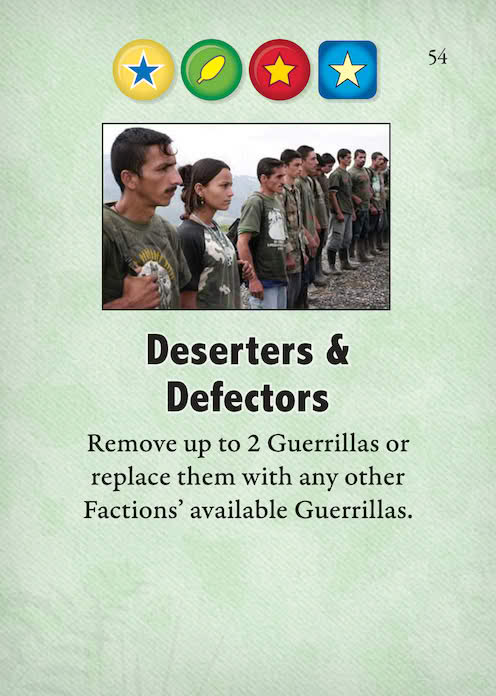 54
Deserters &
Defectors
Remove up to 2 Guerrillas or
replace them with any other
Factions’ available Guerrillas.